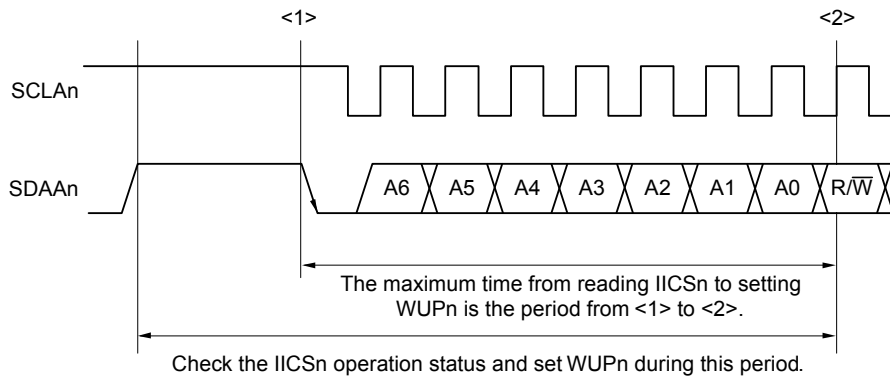 <1> <2>
SCLAn
SDAAn A6 A5 A4 A3 A2 A1 A0 R/W̅
The maximum time from reading IICSn to setting
WUPn is the period from <1> to <2>.
Check the IICSn operation status and set WUPn during this period.